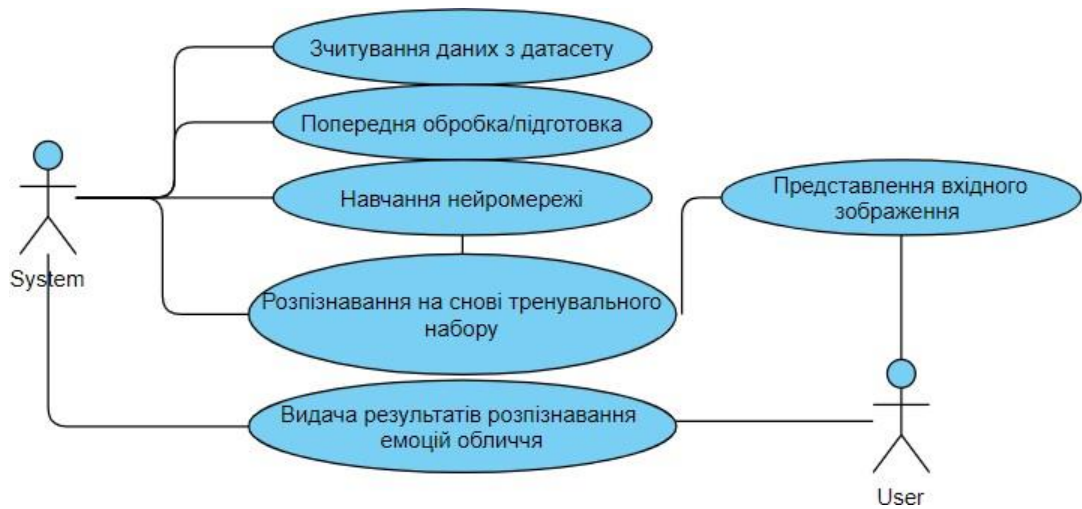 Зчитування даних з датасету
Попередня обробка/підготовка
Навчання нейромережі
Представлення вхідного
зображення
System
Розпізнавання на снові тренувального
набору
Видача результатів розпізнавання
емоцій обличчя
User